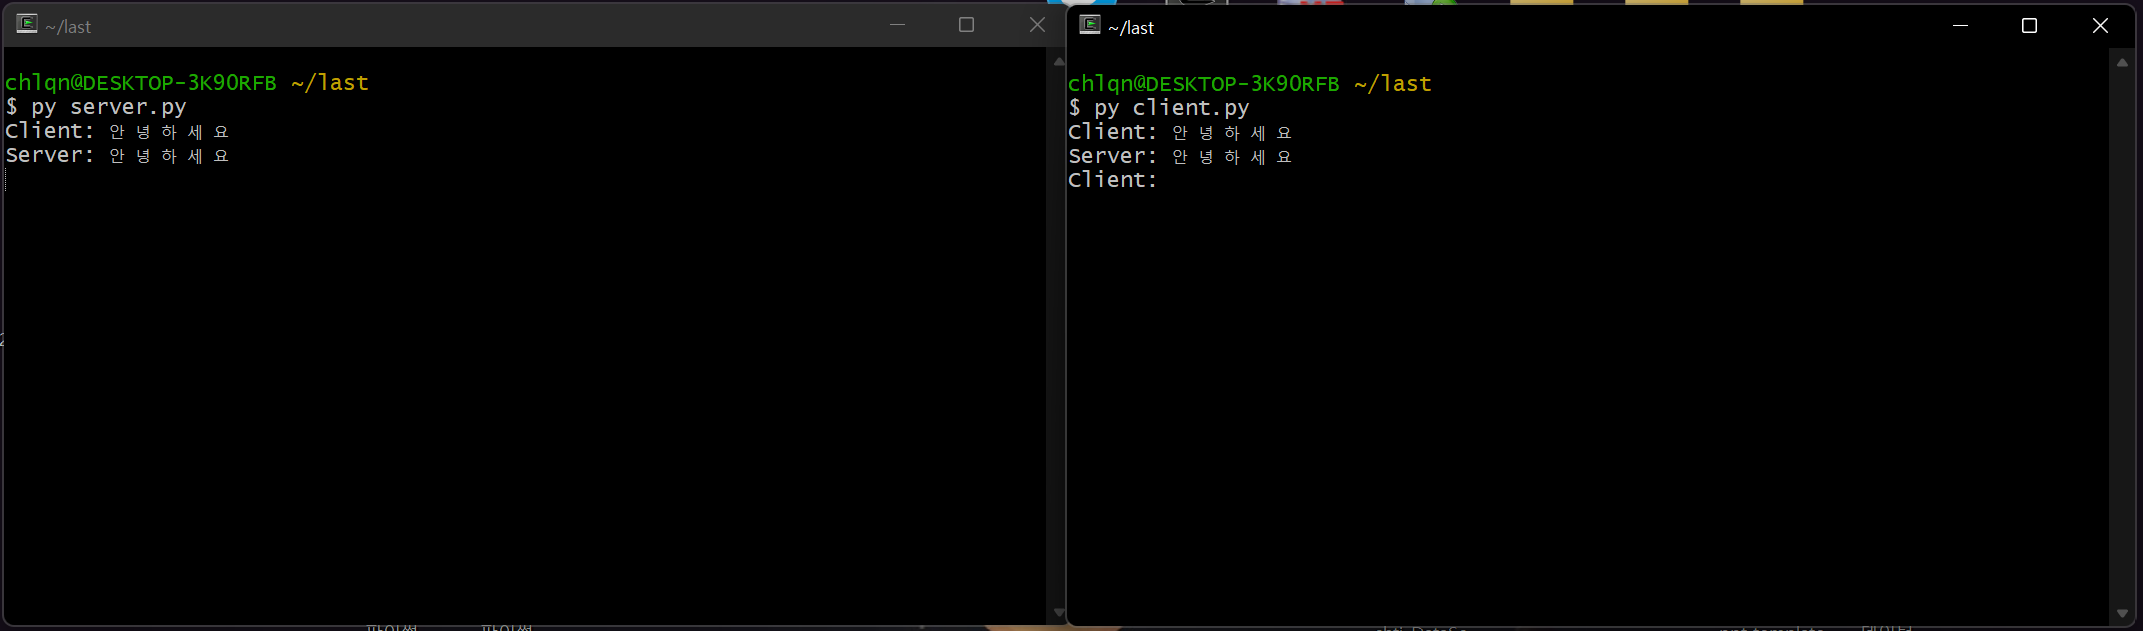 ~/last
chlqn@DESKTOP-3K90RFB ~/last
$ py server.py
Client: 안녕하세요
Server: 안녕하세요
~/last
chlqn@DESKTOP-3K90RFB ~/last
$ py client.py
Client: 안녕하세요
Server: 안녕하세요
Client: